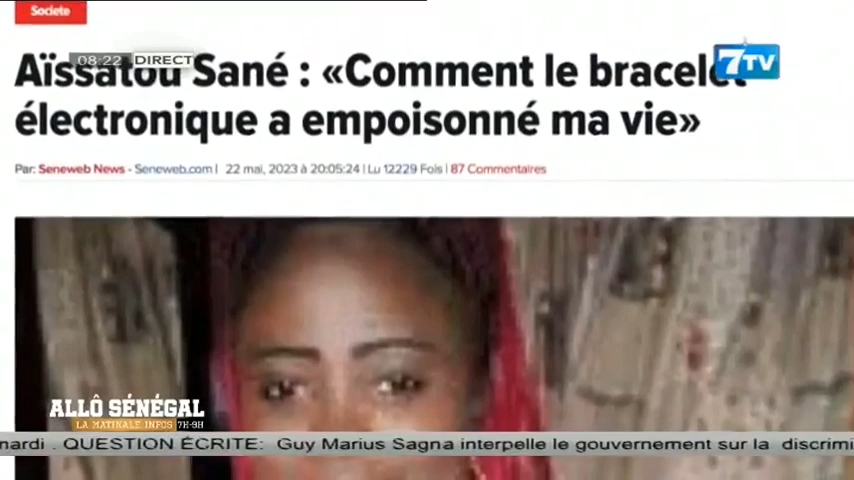 Societe
08:22 DIRECT
7TV
Aïssatou Sané : «Comment le bracelet
électronique a empoisonné ma vie»
Par: Seneweb News - Seneweb.com | 22 mai, 2023 à 20:05:24 | Lu 12229 Fois | 87 Commentaires
ALLÔ SÉNÉGAL
LA MATINALE INFOS 7H-9H
nardi . QUESTION ÉCRITE: Guy Marius Sagna interpelle le gouvernement sur la discrimi